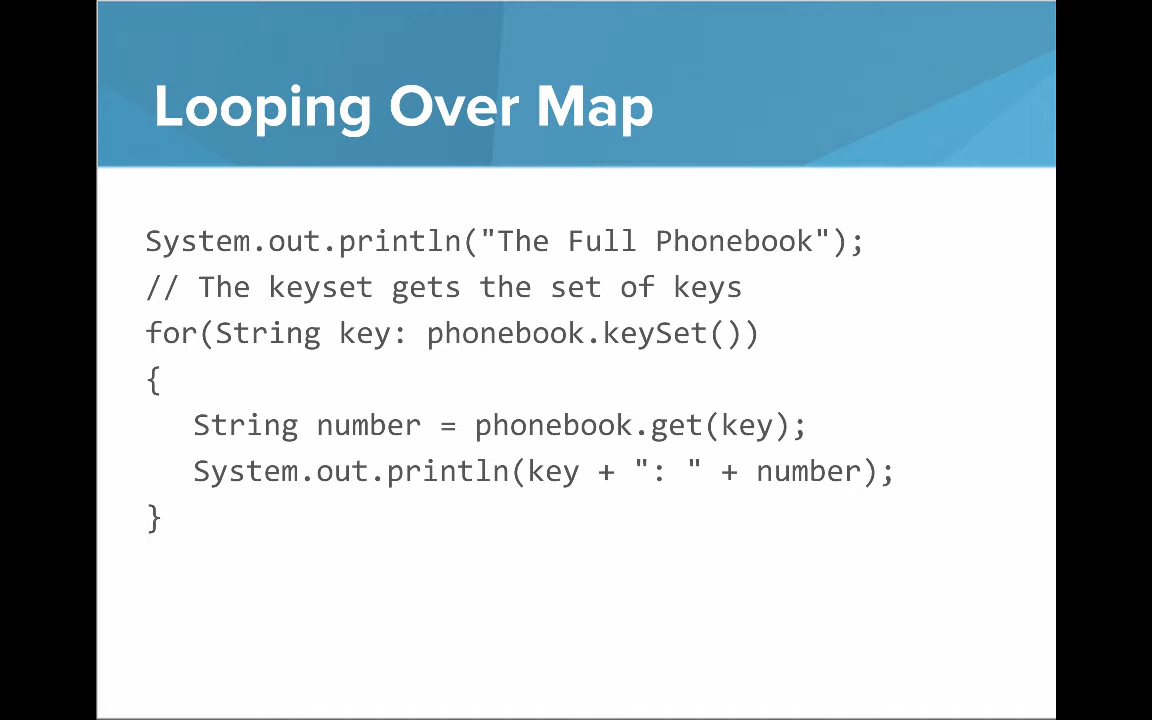 Looping Over Map
System.out.println("The Full Phonebook");
// The keyset gets the set of keys
for(String key: phonebook.keySet())
{
String number = phonebook.get(key);
System.out.println(key + ": " + number);
}